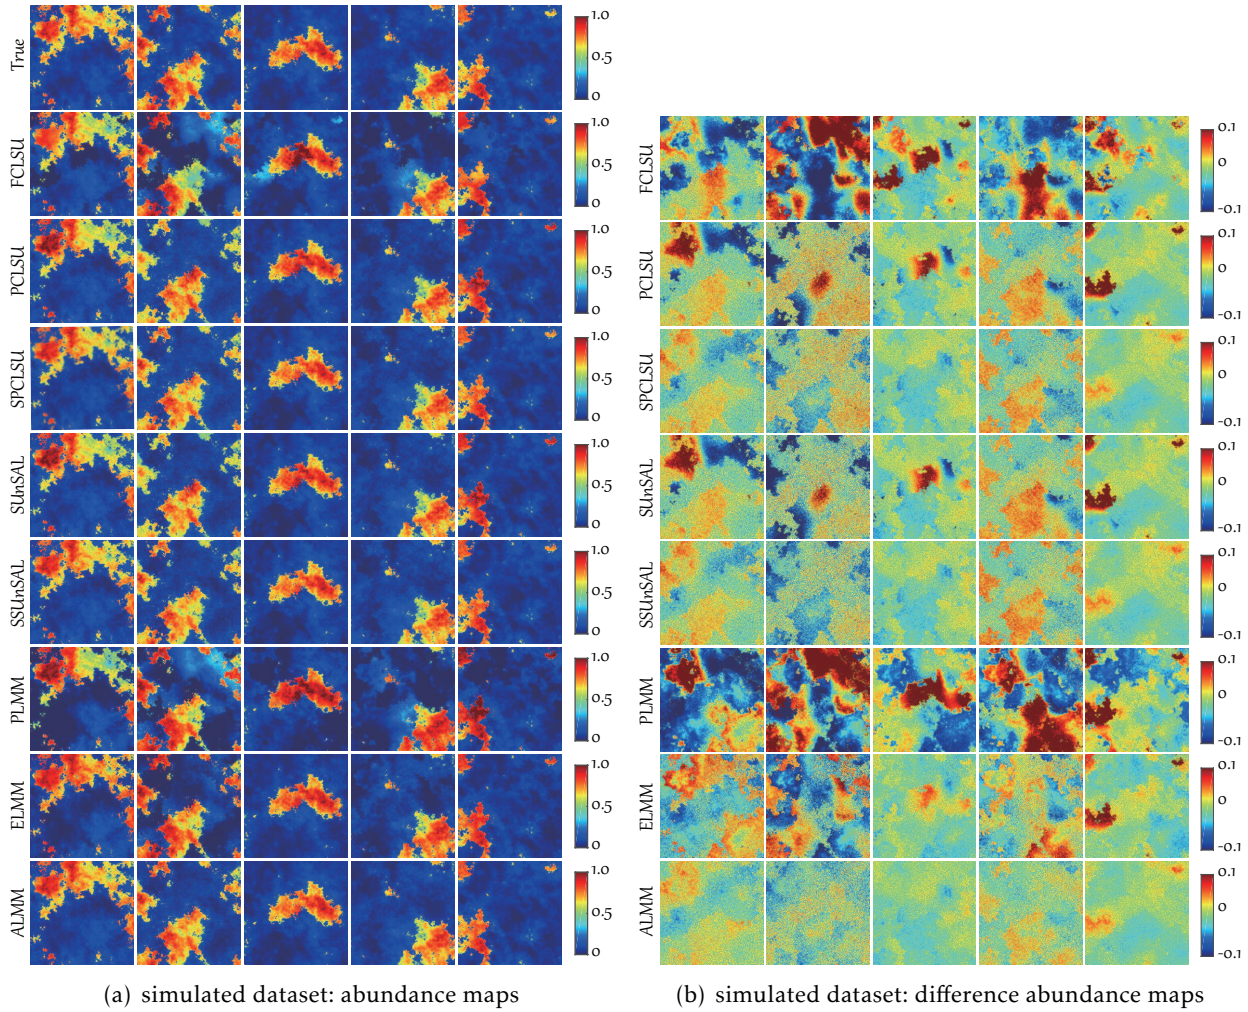 True
1.0
0.5
0
FCLSU
1.0
0.5
0
PCLSU
1.0
0.5
0
SPCLSU
1.0
0.5
0
SUnSAL
1.0
0.5
0
SSUnSAL
1.0
0.5
0
PLMM
1.0
0.5
0
ELMM
1.0
0.5
0
ALMM
1.0
0.5
0
(a) simulated dataset: abundance maps
FCLSU
0.1
0
-0.1
PCLSU
0.1
0
-0.1
SPCLSU
0.1
0
-0.1
SUnSAL
0.1
0
-0.1
SSUnSAL
0.1
0
-0.1
PLMM
0.1
0
-0.1
ELMM
0.1
0
-0.1
ALMM
0.1
0
-0.1
(b) simulated dataset: difference abundance maps